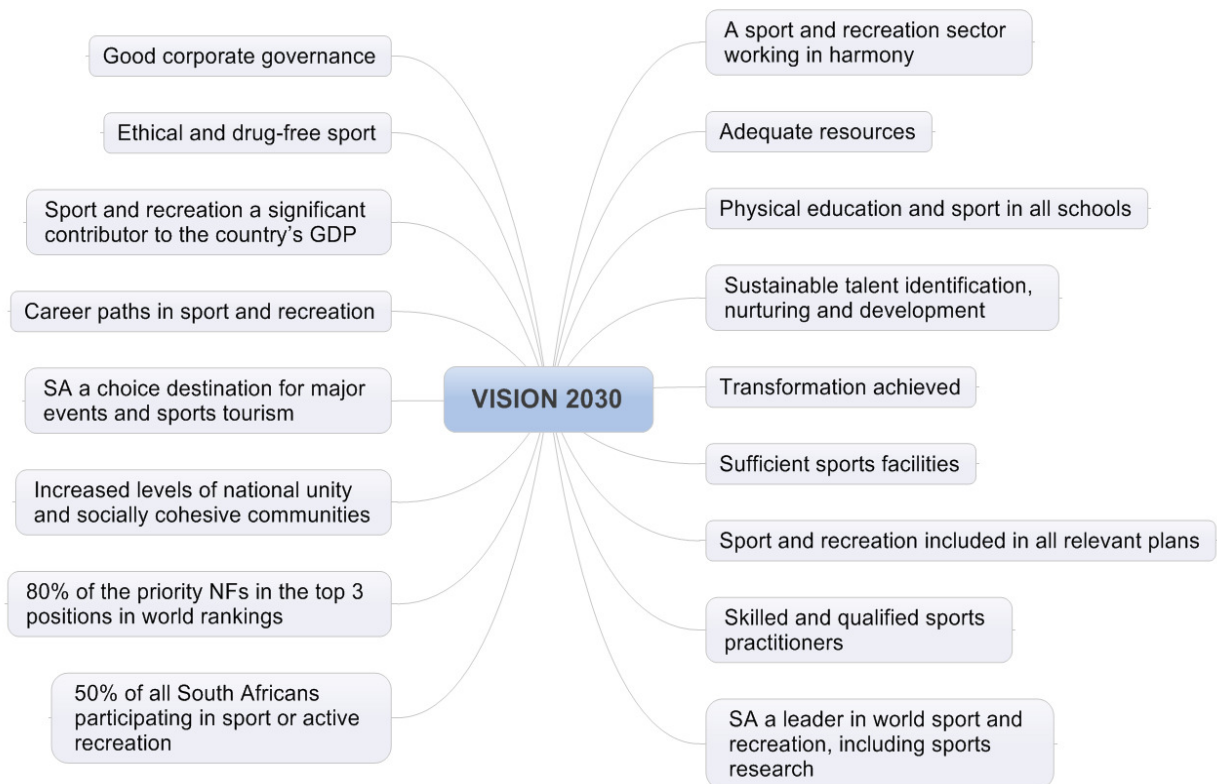 Good corporate governance
Ethical and drug-free sport
Sport and recreation a significant
contributor to the country's GDP
Career paths in sport and recreation
SA a choice destination for major
events and sports tourism
Increased levels of national unity
and socially cohesive communities
80% of the priority NFs in the top 3
positions in world rankings
50% of all South Africans
participating in sport or active
recreation
VISION 2030
A sport and recreation sector
working in harmony
Adequate resources
Physical education and sport in all schools
Sustainable talent identification,
nurturing and development
Transformation achieved
Sufficient sports facilities
Sport and recreation included in all relevant plans
Skilled and qualified sports
practitioners
SA a leader in world sport and
recreation, including sports
research